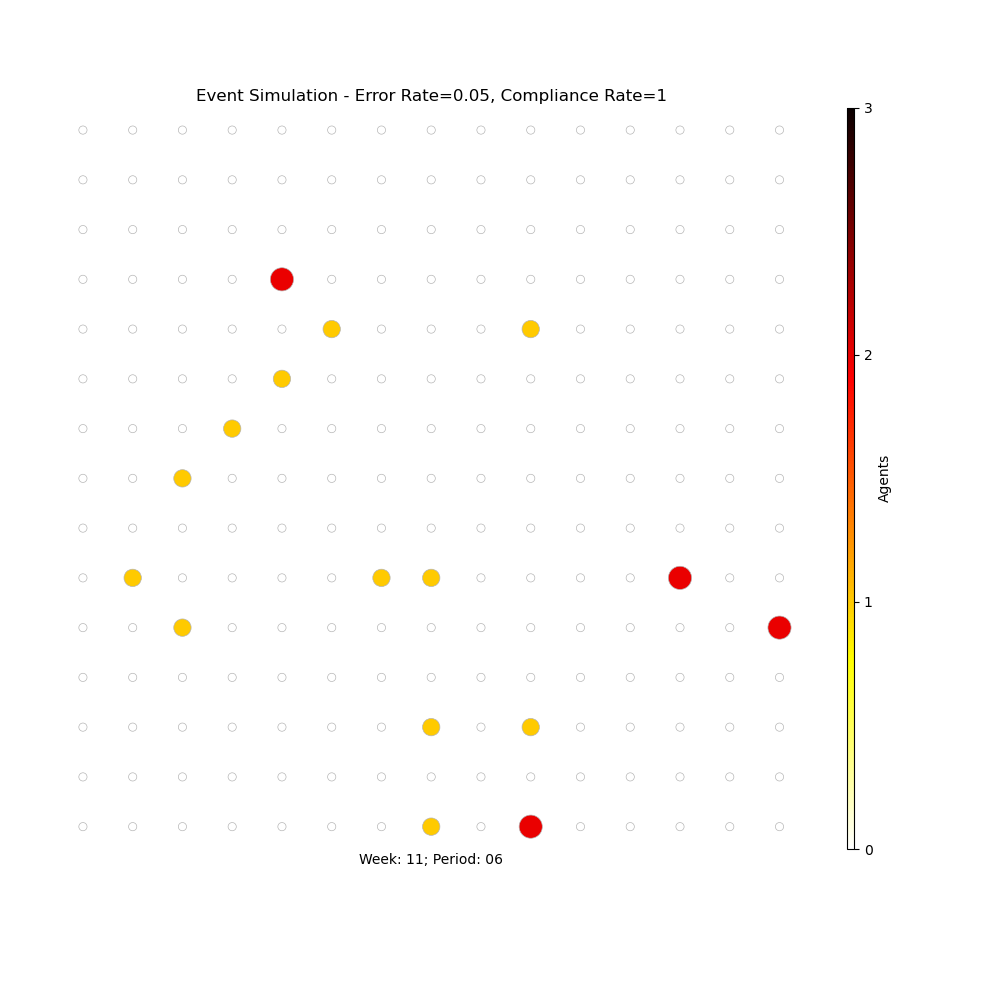 Event Simulation - Error Rate=0.05, Compliance Rate=1
3
2
Agents
1
0
Week: 11; Period: 06